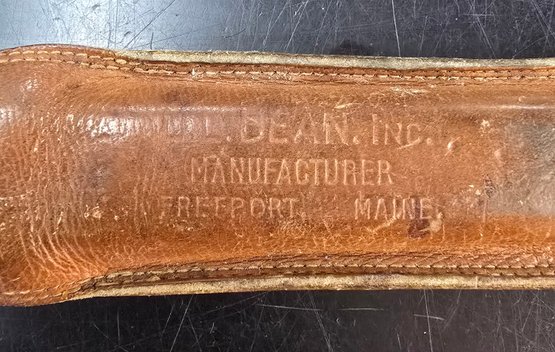 L. BEAN. INC.
MANUFACTURER
FREEPORT, MAINE